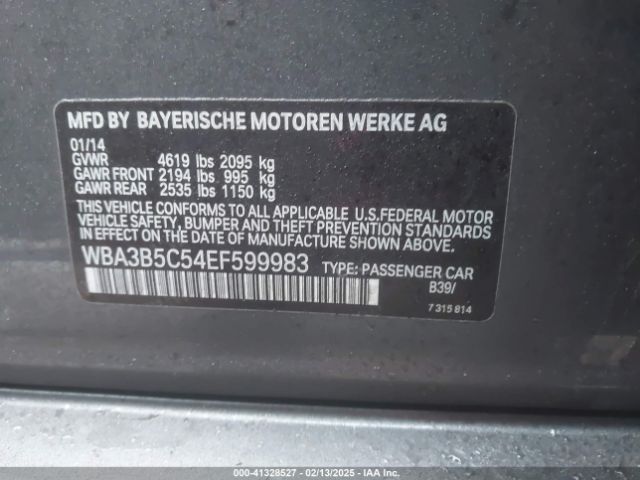 MFD BY BAYERISCHE MOTOREN WERKE AG
01/14
GVWR 4619 lbs 2095 kg
GAWR FRONT 2194 lbs 995 kg
GAWR REAR 2535 lbs 1150 kg
THIS VEHICLE CONFORMS TO ALL APPLICABLE U.S.FEDERAL MOTOR
VEHICLE SAFETY, BUMPER AND THEFT PREVENTION STANDARDS
IN EFFECT ON THE DATE OF MANUFACTURE SHOWN ABOVE.
WBA3B5C54EF599983 TYPE: PASSENGER CAR
B39/
7 315 814
© - 41328527 - 02/13/2025 - IAA Inc.